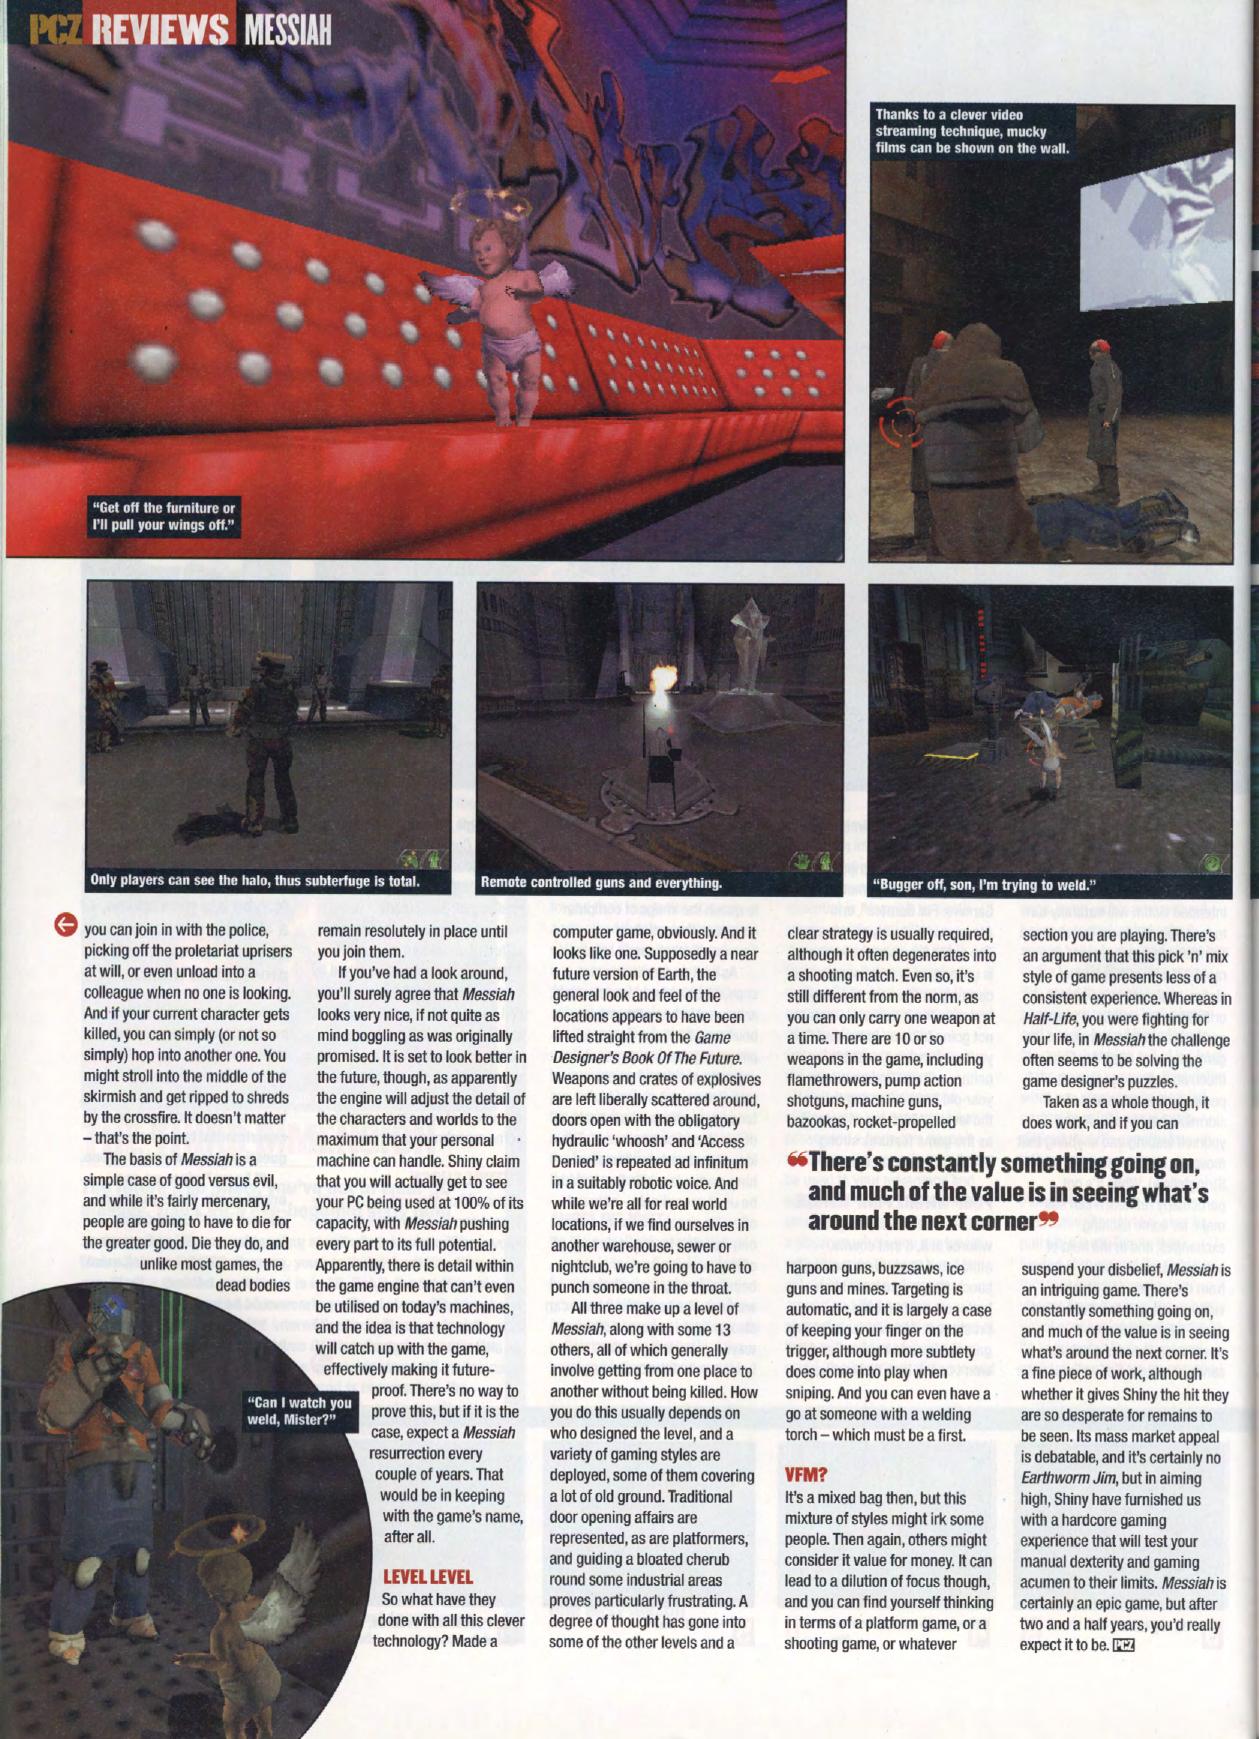 PCZ REVIEWS MESSIAH
"Get off the furniture or
I'll pull your wings off."
Thanks to a clever video
streaming technique, mucky
films can be shown on the wall.
Only players can see the halo, thus subterfuge is total.
Remote controlled guns and everything.
"Bugger off, son, I'm trying to weld."
you can join in with the police,
picking off the proletariat uprisers
at will, or even unload into a
colleague when no one is looking.
And if your current character gets
killed, you can simply (or not so
simply) hop into another one. You
might stroll into the middle of the
skirmish and get ripped to shreds
by the crossfire. It doesn't matter
– that's the point.
The basis of Messiah is a
simple case of good versus evil,
and while it's fairly mercenary,
people are going to have to die for
the greater good. Die they do, and
unlike most games, the
dead bodies
"Can I watch you
weld, Mister?"
remain resolutely in place until
you join them.
If you've had a look around,
you'll surely agree that Messiah
looks very nice, if not quite as
mind boggling as was originally
promised. It is set to look better in
the future, though, as apparently
the engine will adjust the detail of
the characters and worlds to the
maximum that your personal
machine can handle. Shiny claim
that you will actually get to see
your PC being used at 100% of its
capacity, with Messiah pushing
every part to its full potential.
Apparently, there is detail within
the game engine that can't even
be utilised on today's machines,
and the idea is that technology
will catch up with the game,
effectively making it future-
proof. There's no way to
prove this, but if it is the
case, expect a Messiah
resurrection every
couple of years. That
would be in keeping
with the game's name,
after all.
LEVEL LEVEL
So what have they
done with all this clever
technology? Made a
computer game, obviously. And it
looks like one. Supposedly a near
future version of Earth, the
general look and feel of the
locations appears to have been
lifted straight from the Game
Designer's Book Of The Future.
Weapons and crates of explosives
are left liberally scattered around,
doors open with the obligatory
hydraulic 'whoosh' and 'Access
Denied' is repeated ad infinitum
in a suitably robotic voice. And
while we're all for real world
locations, if we find ourselves in
another warehouse, sewer or
nightclub, we're going to have to
punch someone in the throat.
All three make up a level of
Messiah, along with some 13
others, all of which generally
involve getting from one place to
another without being killed. How
you do this usually depends on
who designed the level, and a
variety of gaming styles are
deployed, some of them covering
a lot of old ground. Traditional
door opening affairs are
represented, as are platformers,
and guiding a bloated cherub
round some industrial areas
proves particularly frustrating. A
degree of thought has gone into
some of the other levels and a
clear strategy is usually required,
although it often degenerates into
a shooting match. Even so, it's
still different from the norm, as
you can only carry one weapon at
a time. There are 10 or so
weapons in the game, including
flamethrowers, pump action
shotguns, machine guns,
bazookas, rocket-propelled
harpoon guns, buzzsaws, ice
guns and mines. Targeting is
automatic, and it is largely a case
of keeping your finger on the
trigger, although more subtlety
does come into play when
sniping. And you can even have a
go at someone with a welding
torch – which must be a first.
VFM?
It's a mixed bag then, but this
mixture of styles might irk some
people. Then again, others might
consider it value for money. It can
lead to a dilution of focus though,
and you can find yourself thinking
in terms of a platform game, or a
shooting game, or whatever
section you are playing. There's
an argument that this pick 'n' mix
style of game presents less of a
consistent experience. Whereas in
Half-Life, you were fighting for
your life, in Messiah the challenge
often seems to be solving the
game designer's puzzles.
Taken as a whole though, it
does work, and if you can
“There's constantly something going on,
and much of the value is in seeing what's
around the next corner”
suspend your disbelief, Messiah is
an intriguing game. There's
constantly something going on,
and much of the value is in seeing
what's around the next corner. It's
a fine piece of work, although
whether it gives Shiny the hit they
are so desperate for remains to
be seen. Its mass market appeal
is debatable, and it's certainly no
Earthworm Jim, but in aiming
high, Shiny have furnished us
with a hardcore gaming
experience that will test your
manual dexterity and gaming
acumen to their limits. Messiah is
certainly an epic game, but after
two and a half years, you'd really
expect it to be. PCZ